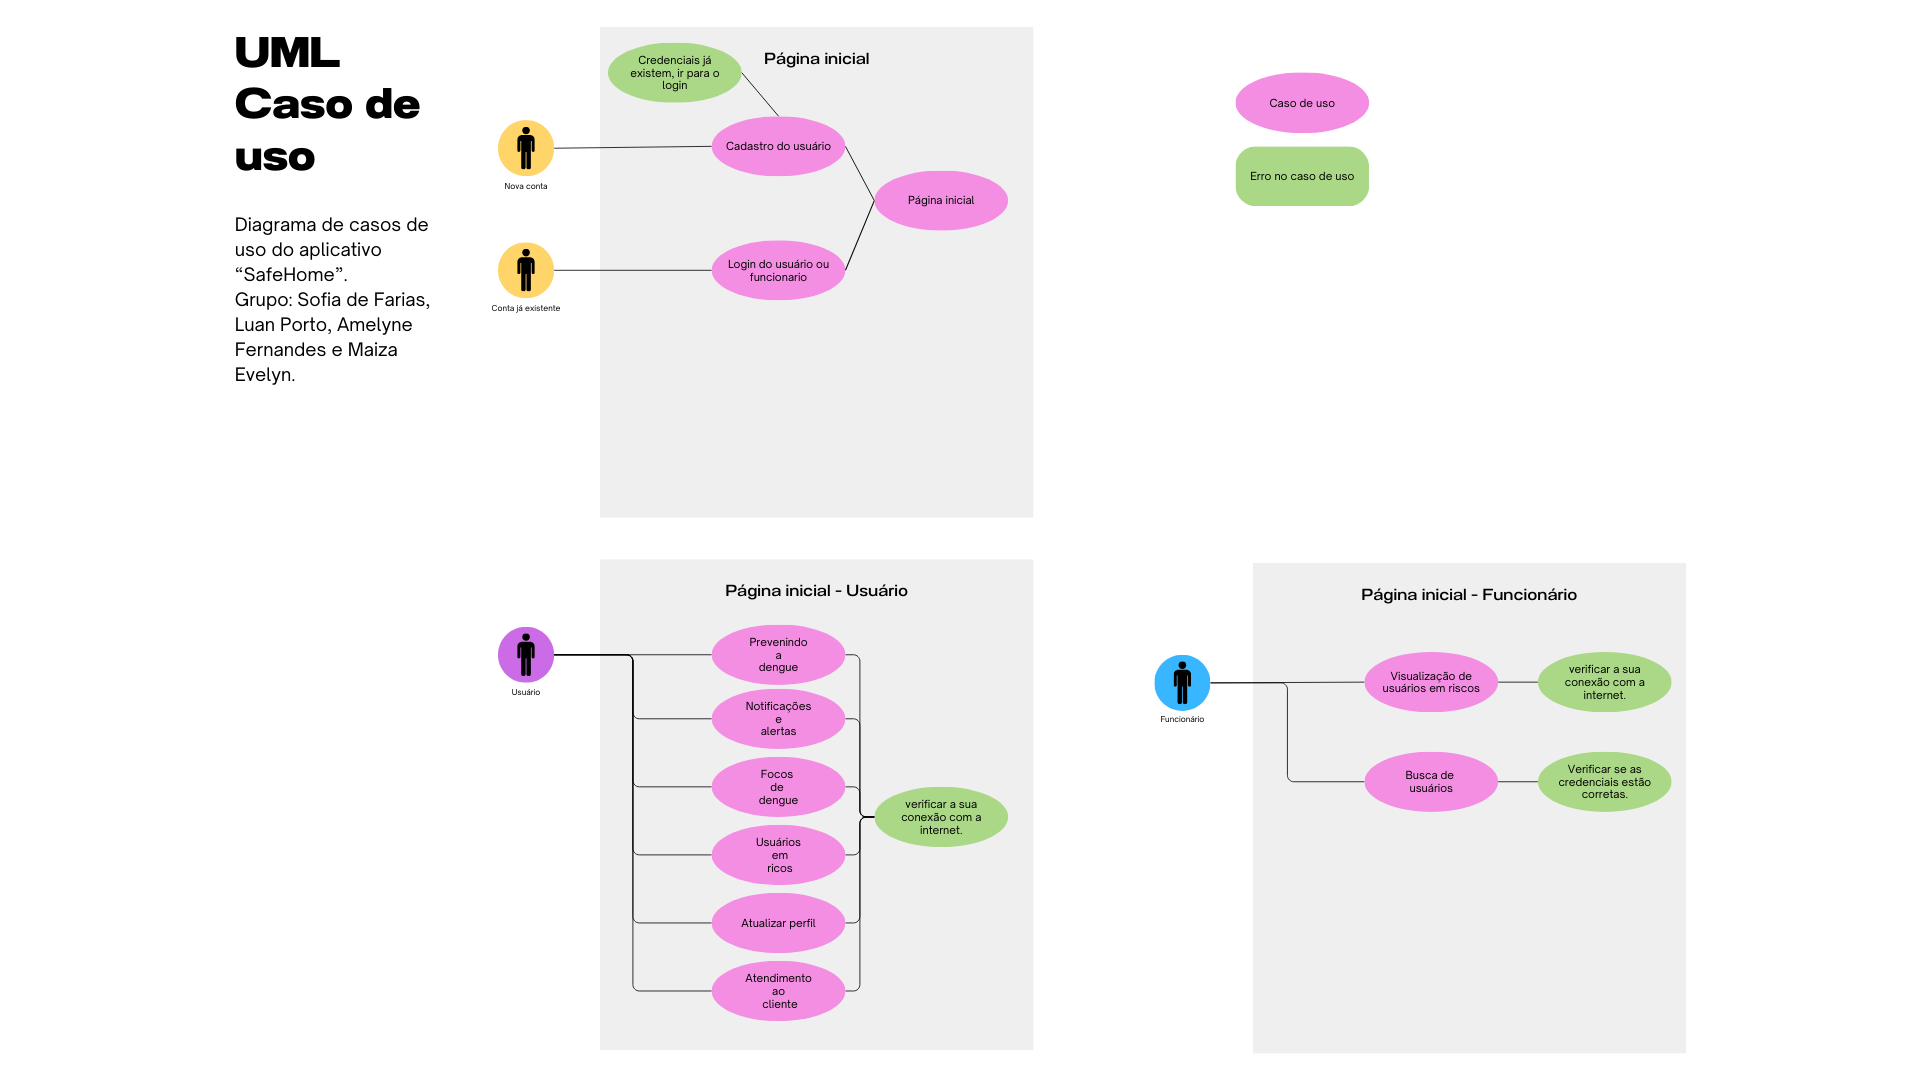 UML
Caso de
uso
Diagrama de casos de
uso do aplicativo
“SafeHome”.
Grupo: Sofia de Farias,
Luan Porto, Amelyne
Fernandes e Maiza
Evelyn.
Página inicial
Credenciais já
existem, ir para o
login
Nova conta
Cadastro do usuário
Página inicial
Conta já existente
Login do usuário ou
funcionario
Caso de uso
Erro no caso de uso
Página inicial - Usuário
Usuário
Prevenindo
a
dengue
Notificações
e
alertas
Focos
de
dengue
Usuários
em
ricos
Atualizar perfil
Atendimento
ao
cliente
verificar a sua
conexão com a
internet.
Página inicial - Funcionário
Funcionário
Visualização de
usuários em riscos
verificar a sua
conexão com a
internet.
Busca de
usuários
Verificar se as
credenciais estão
corretas.